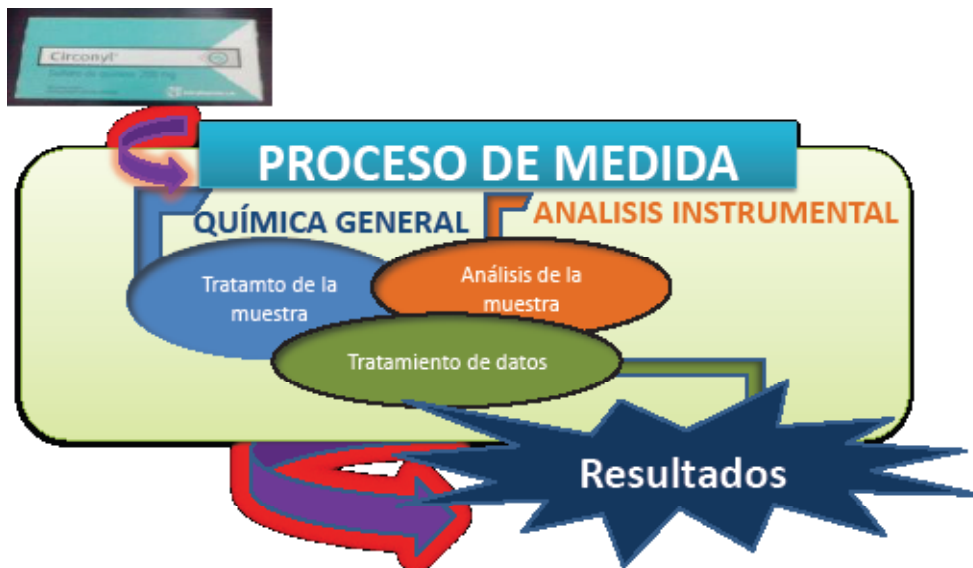 Circonyl
PROCESO DE MEDIDA
QUÍMICA GENERAL
ANALISIS INSTRUMENTAL
Tratamto de la
muestra
Análisis de la
muestra
Tratamiento de datos
Resultados